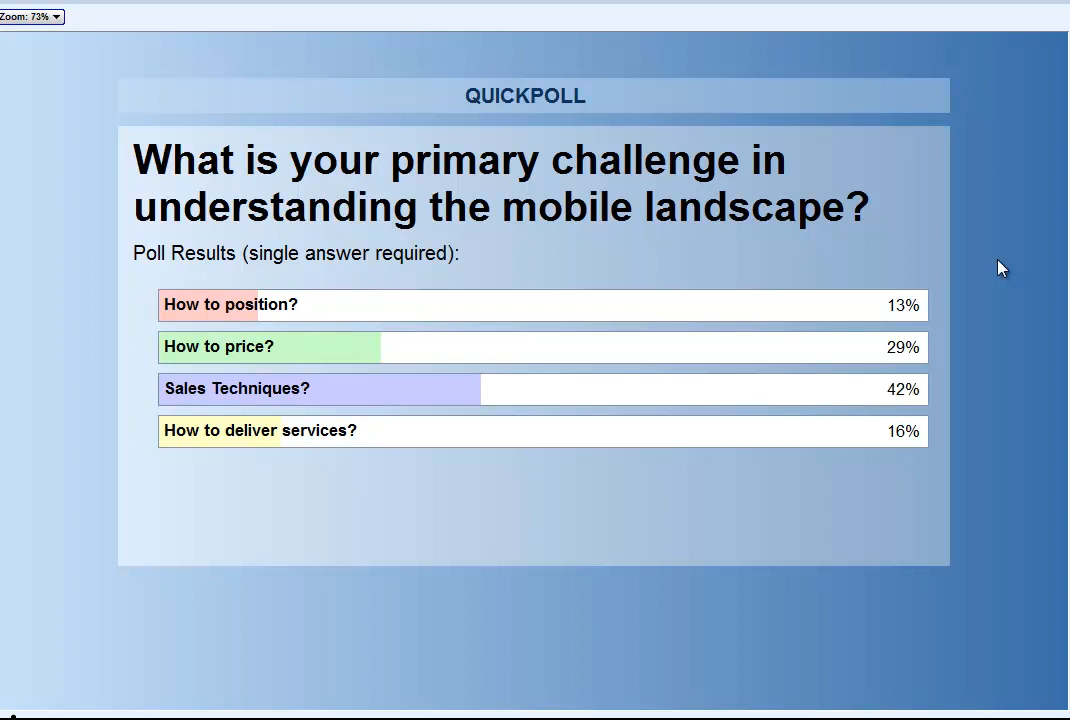 Zoom: 73%
QUICKPOLL
What is your primary challenge in
understanding the mobile landscape?
Poll Results (single answer required):
How to position? 13%
How to price? 29%
Sales Techniques? 42%
How to deliver services? 16%